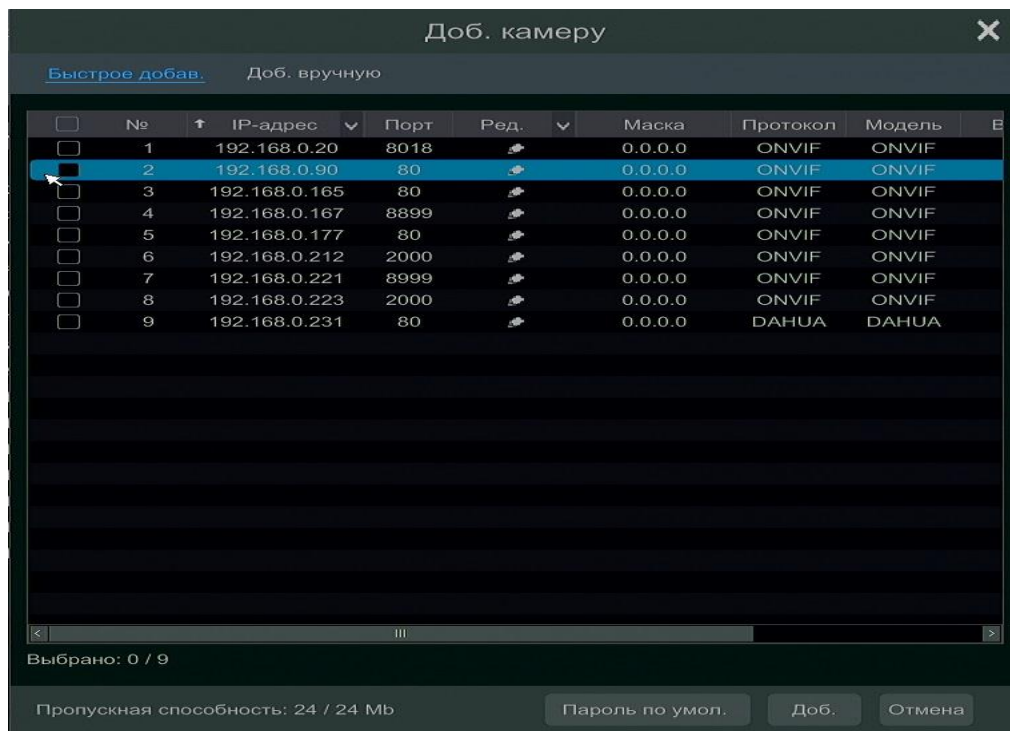 Доб. камеру
Быстрое добав. Доб. вручную
№ IP-адрес Порт Ред. Маска Протокол Модель В
1 192.168.0.20 8018 0.0.0.0 ONVIF ONVIF
2 192.168.0.90 80 0.0.0.0 ONVIF ONVIF
3 192.168.0.165 80 0.0.0.0 ONVIF ONVIF
4 192.168.0.167 8899 0.0.0.0 ONVIF ONVIF
5 192.168.0.177 80 0.0.0.0 ONVIF ONVIF
6 192.168.0.212 2000 0.0.0.0 ONVIF ONVIF
7 192.168.0.221 8999 0.0.0.0 ONVIF ONVIF
8 192.168.0.223 2000 0.0.0.0 ONVIF ONVIF
9 192.168.0.231 80 0.0.0.0 DAHUA DAHUA
Выбрано: 0 / 9
Пропускная способность: 24 / 24 Mb Пароль по умол. Доб. Отмена